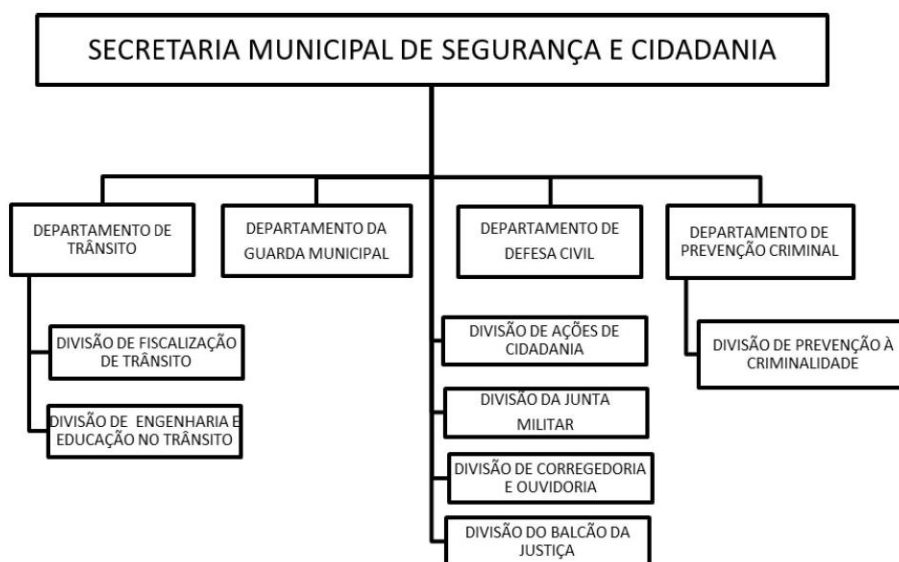 SECRETARIA MUNICIPAL DE SEGURANÇA E CIDADANIA
DEPARTAMENTO DE
TRÂNSITO
DEPARTAMENTO DA
GUARDA MUNICIPAL
DEPARTAMENTO DE
DEFESA CIVIL
DEPARTAMENTO DE
PREVENÇÃO CRIMINAL
DIVISÃO DE FISCALIZAÇÃO
DE TRÂNSITO
DIVISÃO DE ENGENHARIA E
EDUCAÇÃO NO TRÂNSITO
DIVISÃO DE AÇÕES DE
CIDADANIA
DIVISÃO DA JUNTA
MILITAR
DIVISÃO DE CORREGEDORIA
E OUVIDORIA
DIVISÃO DO BALCÃO DA
JUSTIÇA
DIVISÃO DE PREVENÇÃO À
CRIMINALIDADE